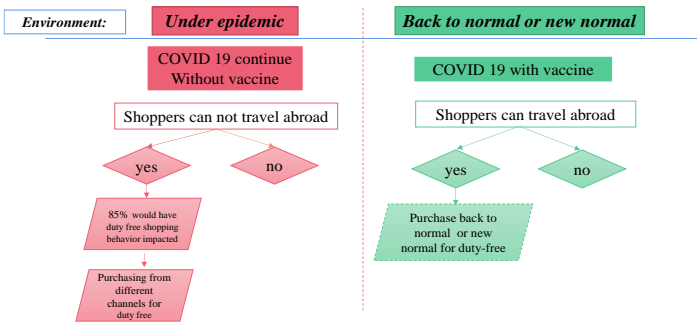 Environment:
Under epidemic
Back to normal or new normal
COVID 19 continue
Without vaccine
COVID 19 with vaccine
Shoppers can not travel abroad
Shoppers can travel abroad
yes
no
yes
no
85% would have
duty free shopping
behavior impacted
Purchase back to
normal or new
normal for duty-free
Purchasing from
different
channels for
duty free